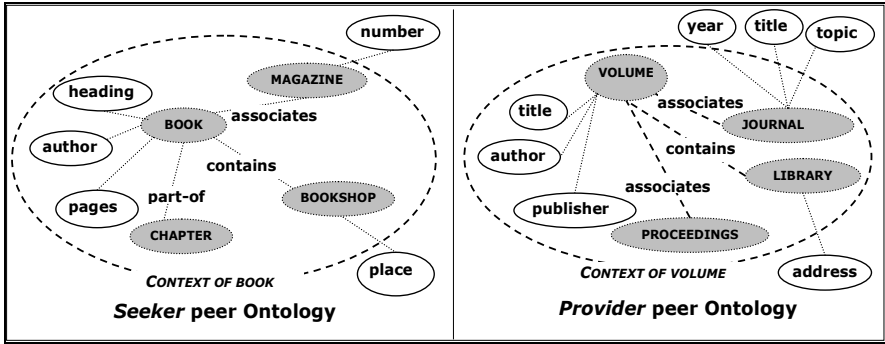 number
MAGAZINE
heading
associates
BOOK
author
contains
part-of
pages
BOOKSHOP
CHAPTER
place
CONTEXT OF BOOK
Seeker peer Ontology
year
title
topic
VOLUME
associates
title
JOURNAL
author
contains
LIBRARY
associates
publisher
PROCEEDINGS
address
CONTEXT OF VOLUME
Provider peer Ontology